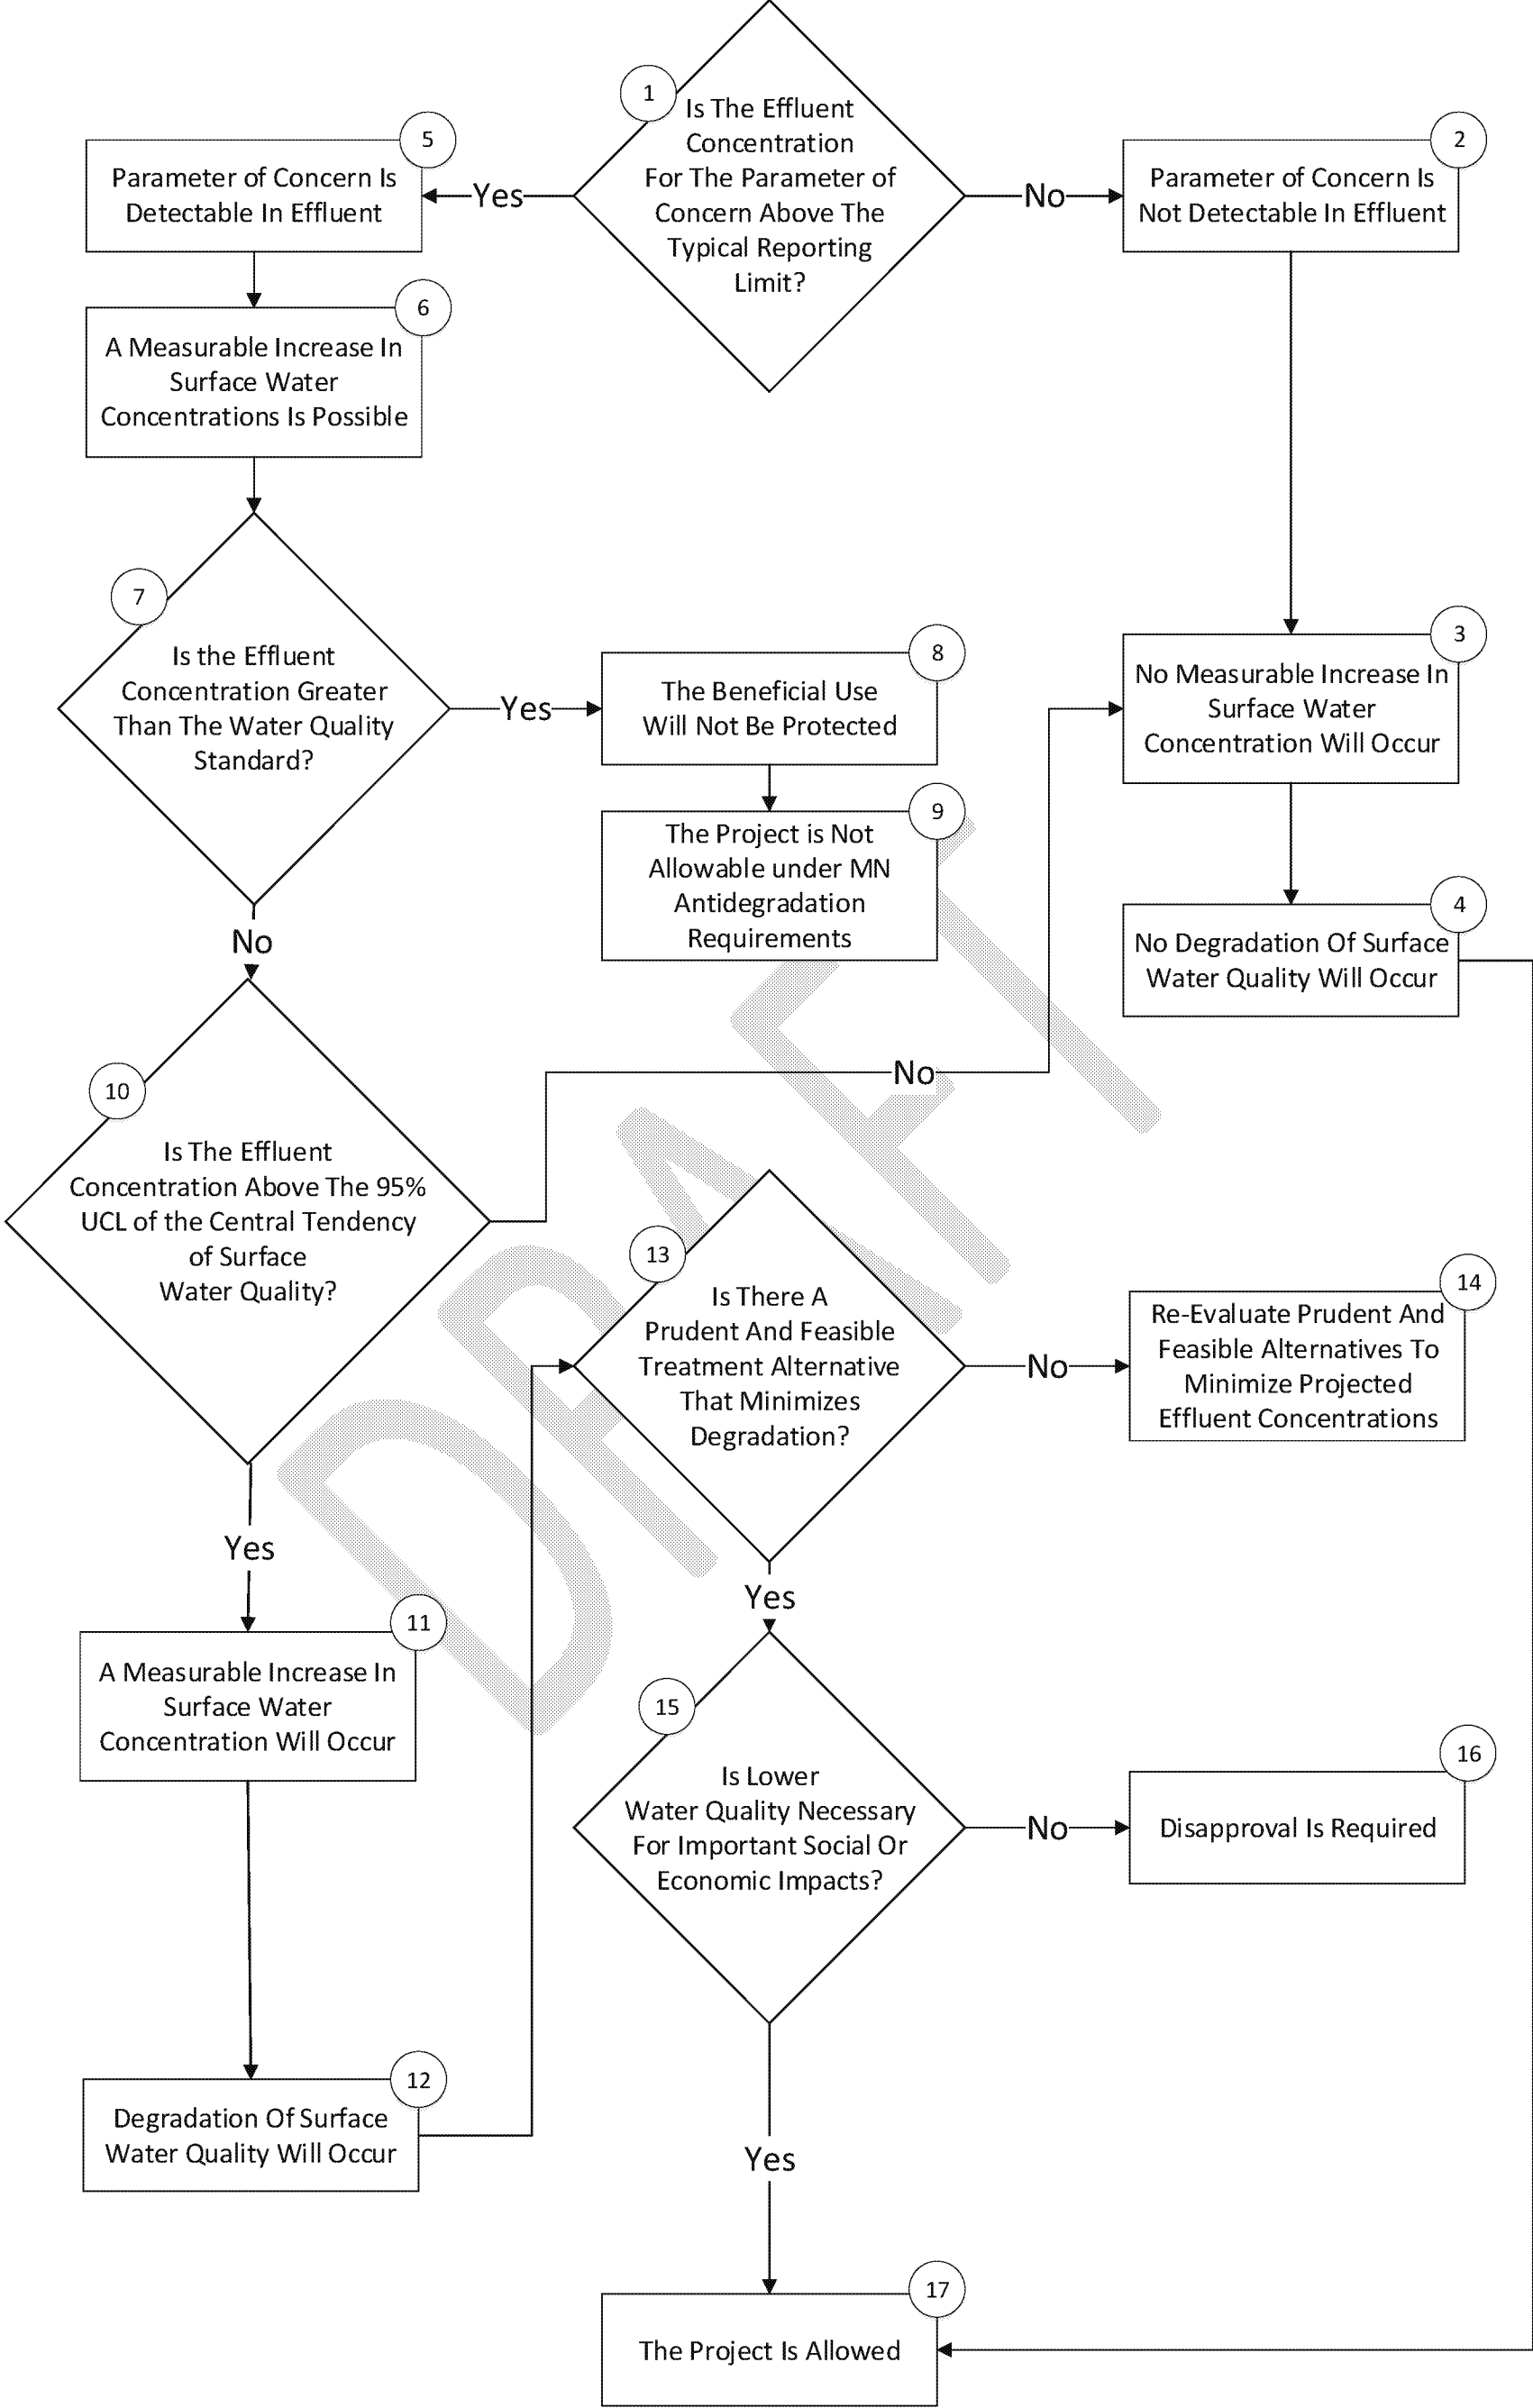 1
Is The Effluent
Concentration
For The Parameter of
Concern Above The
Typical Reporting
Limit?
Yes
No
5
Parameter of Concern Is
Detectable In Effluent
2
Parameter of Concern Is
Not Detectable In Effluent
6
A Measurable Increase In
Surface Water
Concentrations Is Possible
7
Is the Effluent
Concentration Greater
Than The Water Quality
Standard?
Yes
No
8
The Beneficial Use
Will Not Be Protected
9
The Project is Not
Allowable under MN
Antidegradation
Requirements
3
No Measurable Increase In
Surface Water
Concentration Will Occur
4
No Degradation Of Surface
Water Quality Will Occur
10
Is The Effluent
Concentration Above The 95%
UCL of the Central Tendency
of Surface
Water Quality?
No
Yes
11
A Measurable Increase In
Surface Water
Concentration Will Occur
12
Degradation Of Surface
Water Quality Will Occur
13
Is There A
Prudent And Feasible
Treatment Alternative
That Minimizes
Degradation?
No
Yes
14
Re-Evaluate Prudent And
Feasible Alternatives To
Minimize Projected
Effluent Concentrations
15
Is Lower
Water Quality Necessary
For Important Social Or
Economic Impacts?
No
Yes
16
Disapproval Is Required
17
The Project Is Allowed
DRAFT